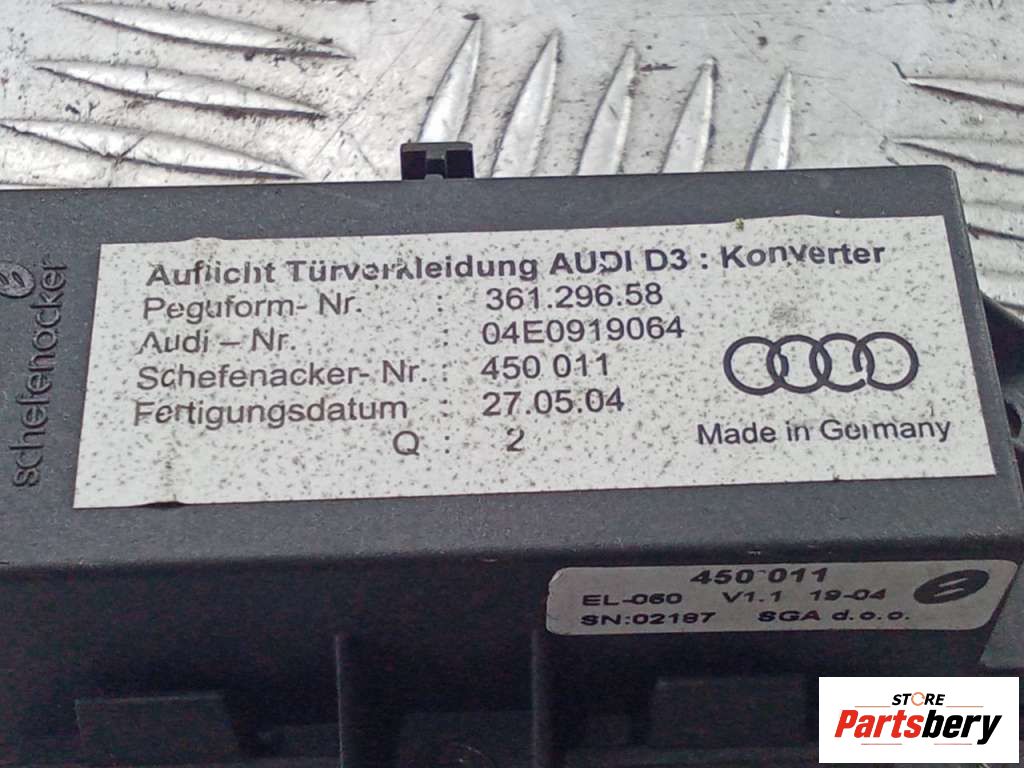 schefenacker
Auflicht Türverkleidung AUDI D3 : Konverter
Peguform- Nr. : 361.296.58
Audi - Nr. : 04E0919064
Schefenacker- Nr. : 450 011
Fertigungsdatum : 27.05.04
Q : 2
Made in Germany
450 011
EL-060 V1.1 19-04
SN:02187 SGA d.o.o.
STORE
Partsbery